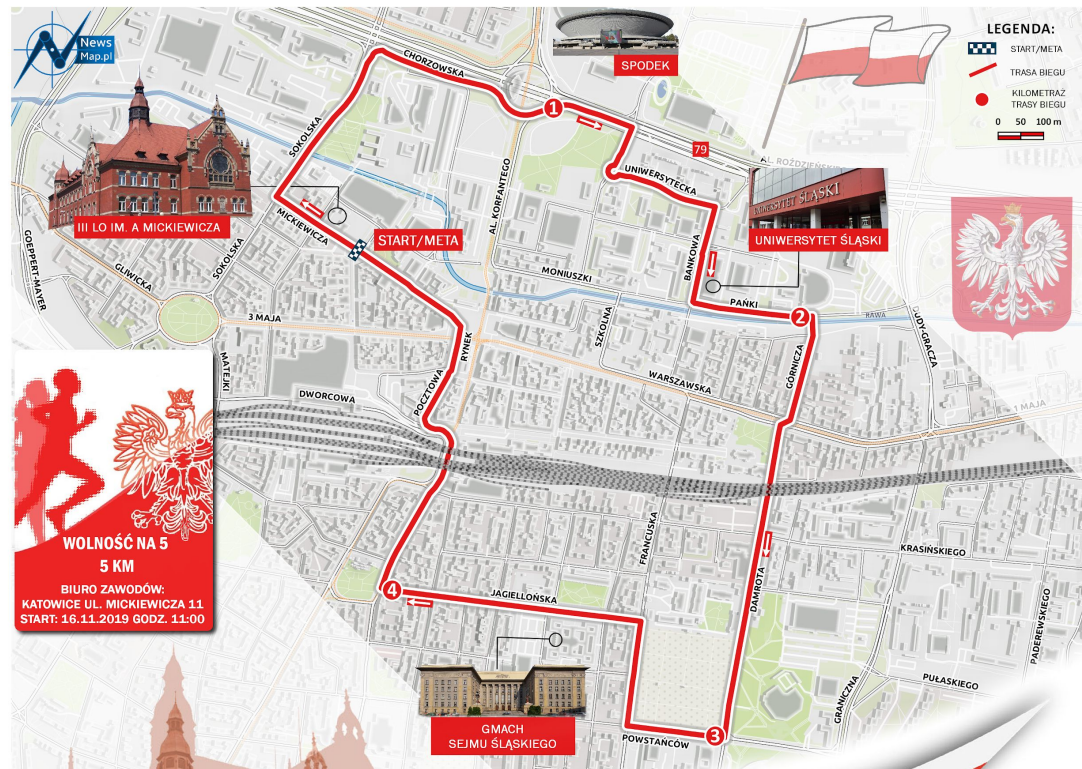 News
Map.pl
SPODEK
LEGENDA:
START/META
TRASA BIEGU
KILOMETRAŻ
TRASY BIEGU
0 50 100 m
CHORZOWSKA
1
79
AL. ROŹDZIEŃSKIEGO
SOKOLSKA
AL. KORFANTEGO
UNIWERSYTECKA
UNIWERSYTET ŚLĄSKI
UNIWERSYTET ŚLĄSKI
III LO IM. A MICKIEWICZA
MICKIEWICZA
START/META
GOEPPERT-MAYER
GLIWICKA
SOKOLSKA
MONIUSZKI
BANKOWA
PAŃKI
2
RAWA
DUDY-GRACZA
3 MAJA
RYNEK
SZKOLNA
GÓRNICZA
MATEJKI
WARSZAWSKA
DWORCOWA
POCZTOWA
1 MAJA
WOLNOŚĆ NA 5
5 KM
BIURO ZAWODÓW:
KATOWICE UL. MICKIEWICZA 11
START: 16.11.2019 GODZ. 11:00
FRANCUSKA
KRASIŃSKIEGO
DAMROTA
4
JAGIELLOŃSKA
PADEREWSKIEGO
PUŁASKIEGO
GRANICZNA
GMACH
SEJMU ŚLĄSKIEGO
POWSTAŃCÓW
3